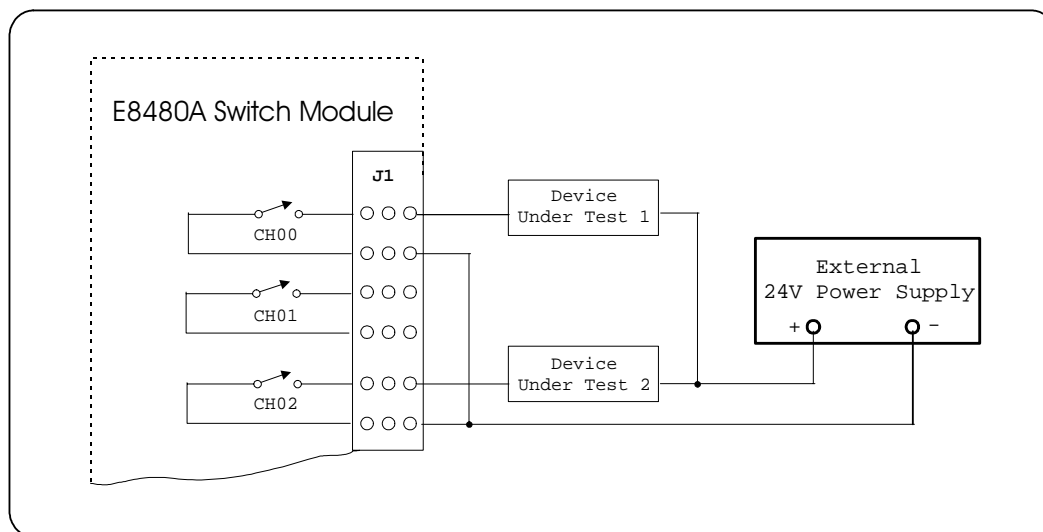 E8480A Switch Module
J1
CH00
CH01
CH02
Device
Under Test 1
Device
Under Test 2
External
24V Power Supply
+ -